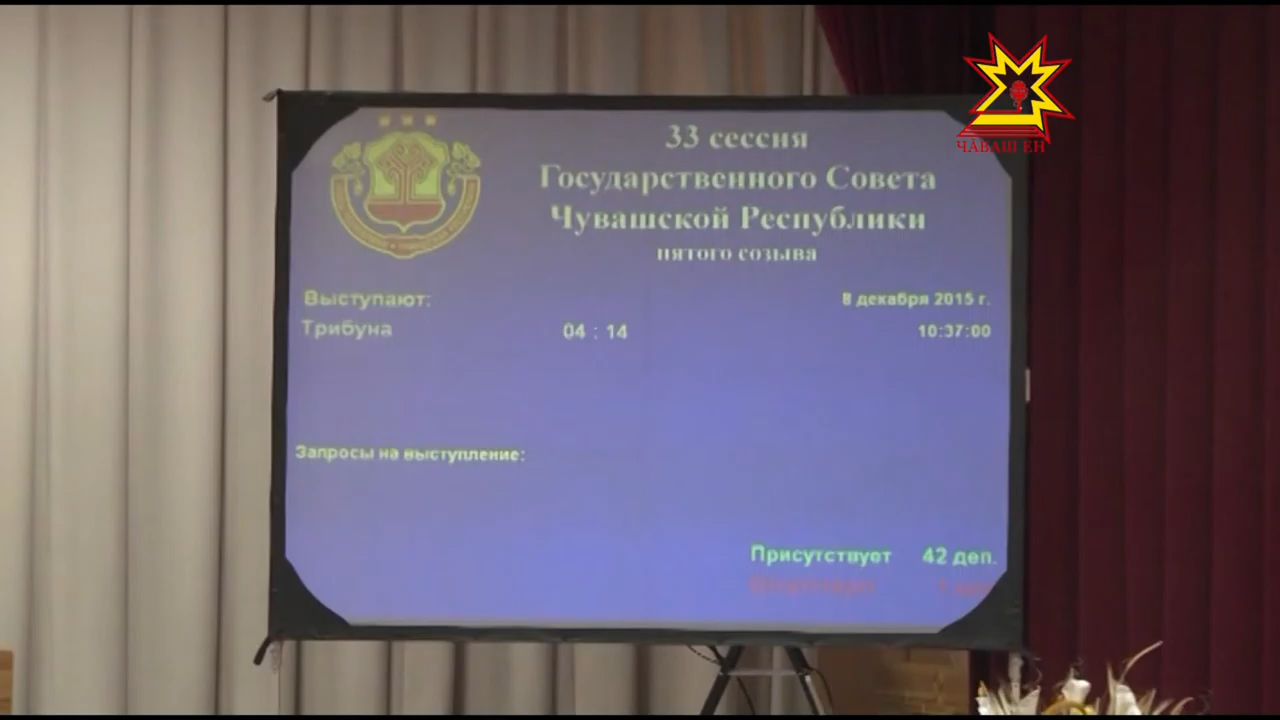 ЧӐВАШ ЕН
33 сессия
Государственного Совета
Чувашской Республики
пятого созыва
Выступают:
8 декабря 2015 г.
Трибуна 04 : 14 10:37:00
Запросы на выступление:
Присутствует 42 деп.